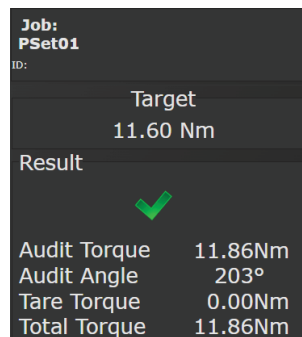 Job:
PSet01
ID:
Target
11.60 Nm
Result
Audit Torque 11.86Nm
Audit Angle 203°
Tare Torque 0.00Nm
Total Torque 11.86Nm